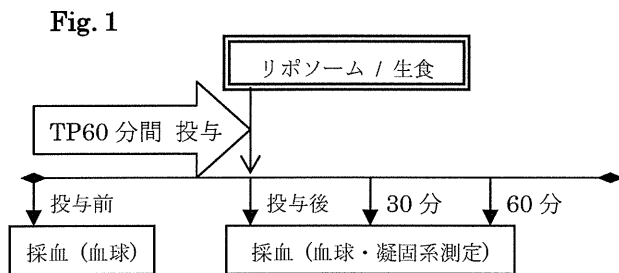 Fig. 1
リポソーム / 生食
TP60 分間 投与
投与前
投与後
30 分
60 分
採血 (血球)
採血 (血球・凝固系測定)